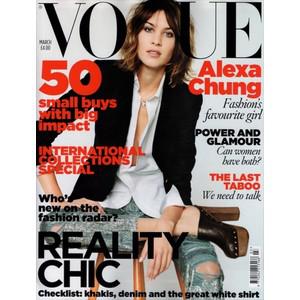 VOGUE
MARCH
£4.00
50
small buys
with big
impact
INTERNATIONAL
COLLECTIONS
SPECIAL
Who's
new on the
fashion radar?
Alexa
Chung
Fashion's
favourite girl
POWER AND
GLAMOUR
Can women
have both?
THE LAST
TABOO
We need to talk
REALITY
CHIC
Checklist: khakis, denim and the great white shirt